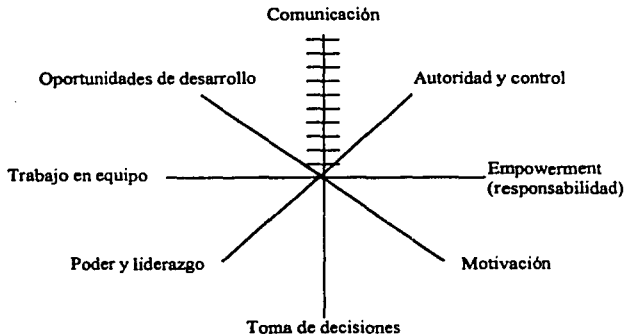 Comunicación
Oportunidades de desarrollo
Autoridad y control
Trabajo en equipo
Empowerment
(responsabilidad)
Poder y liderazgo
Motivación
Toma de decisiones